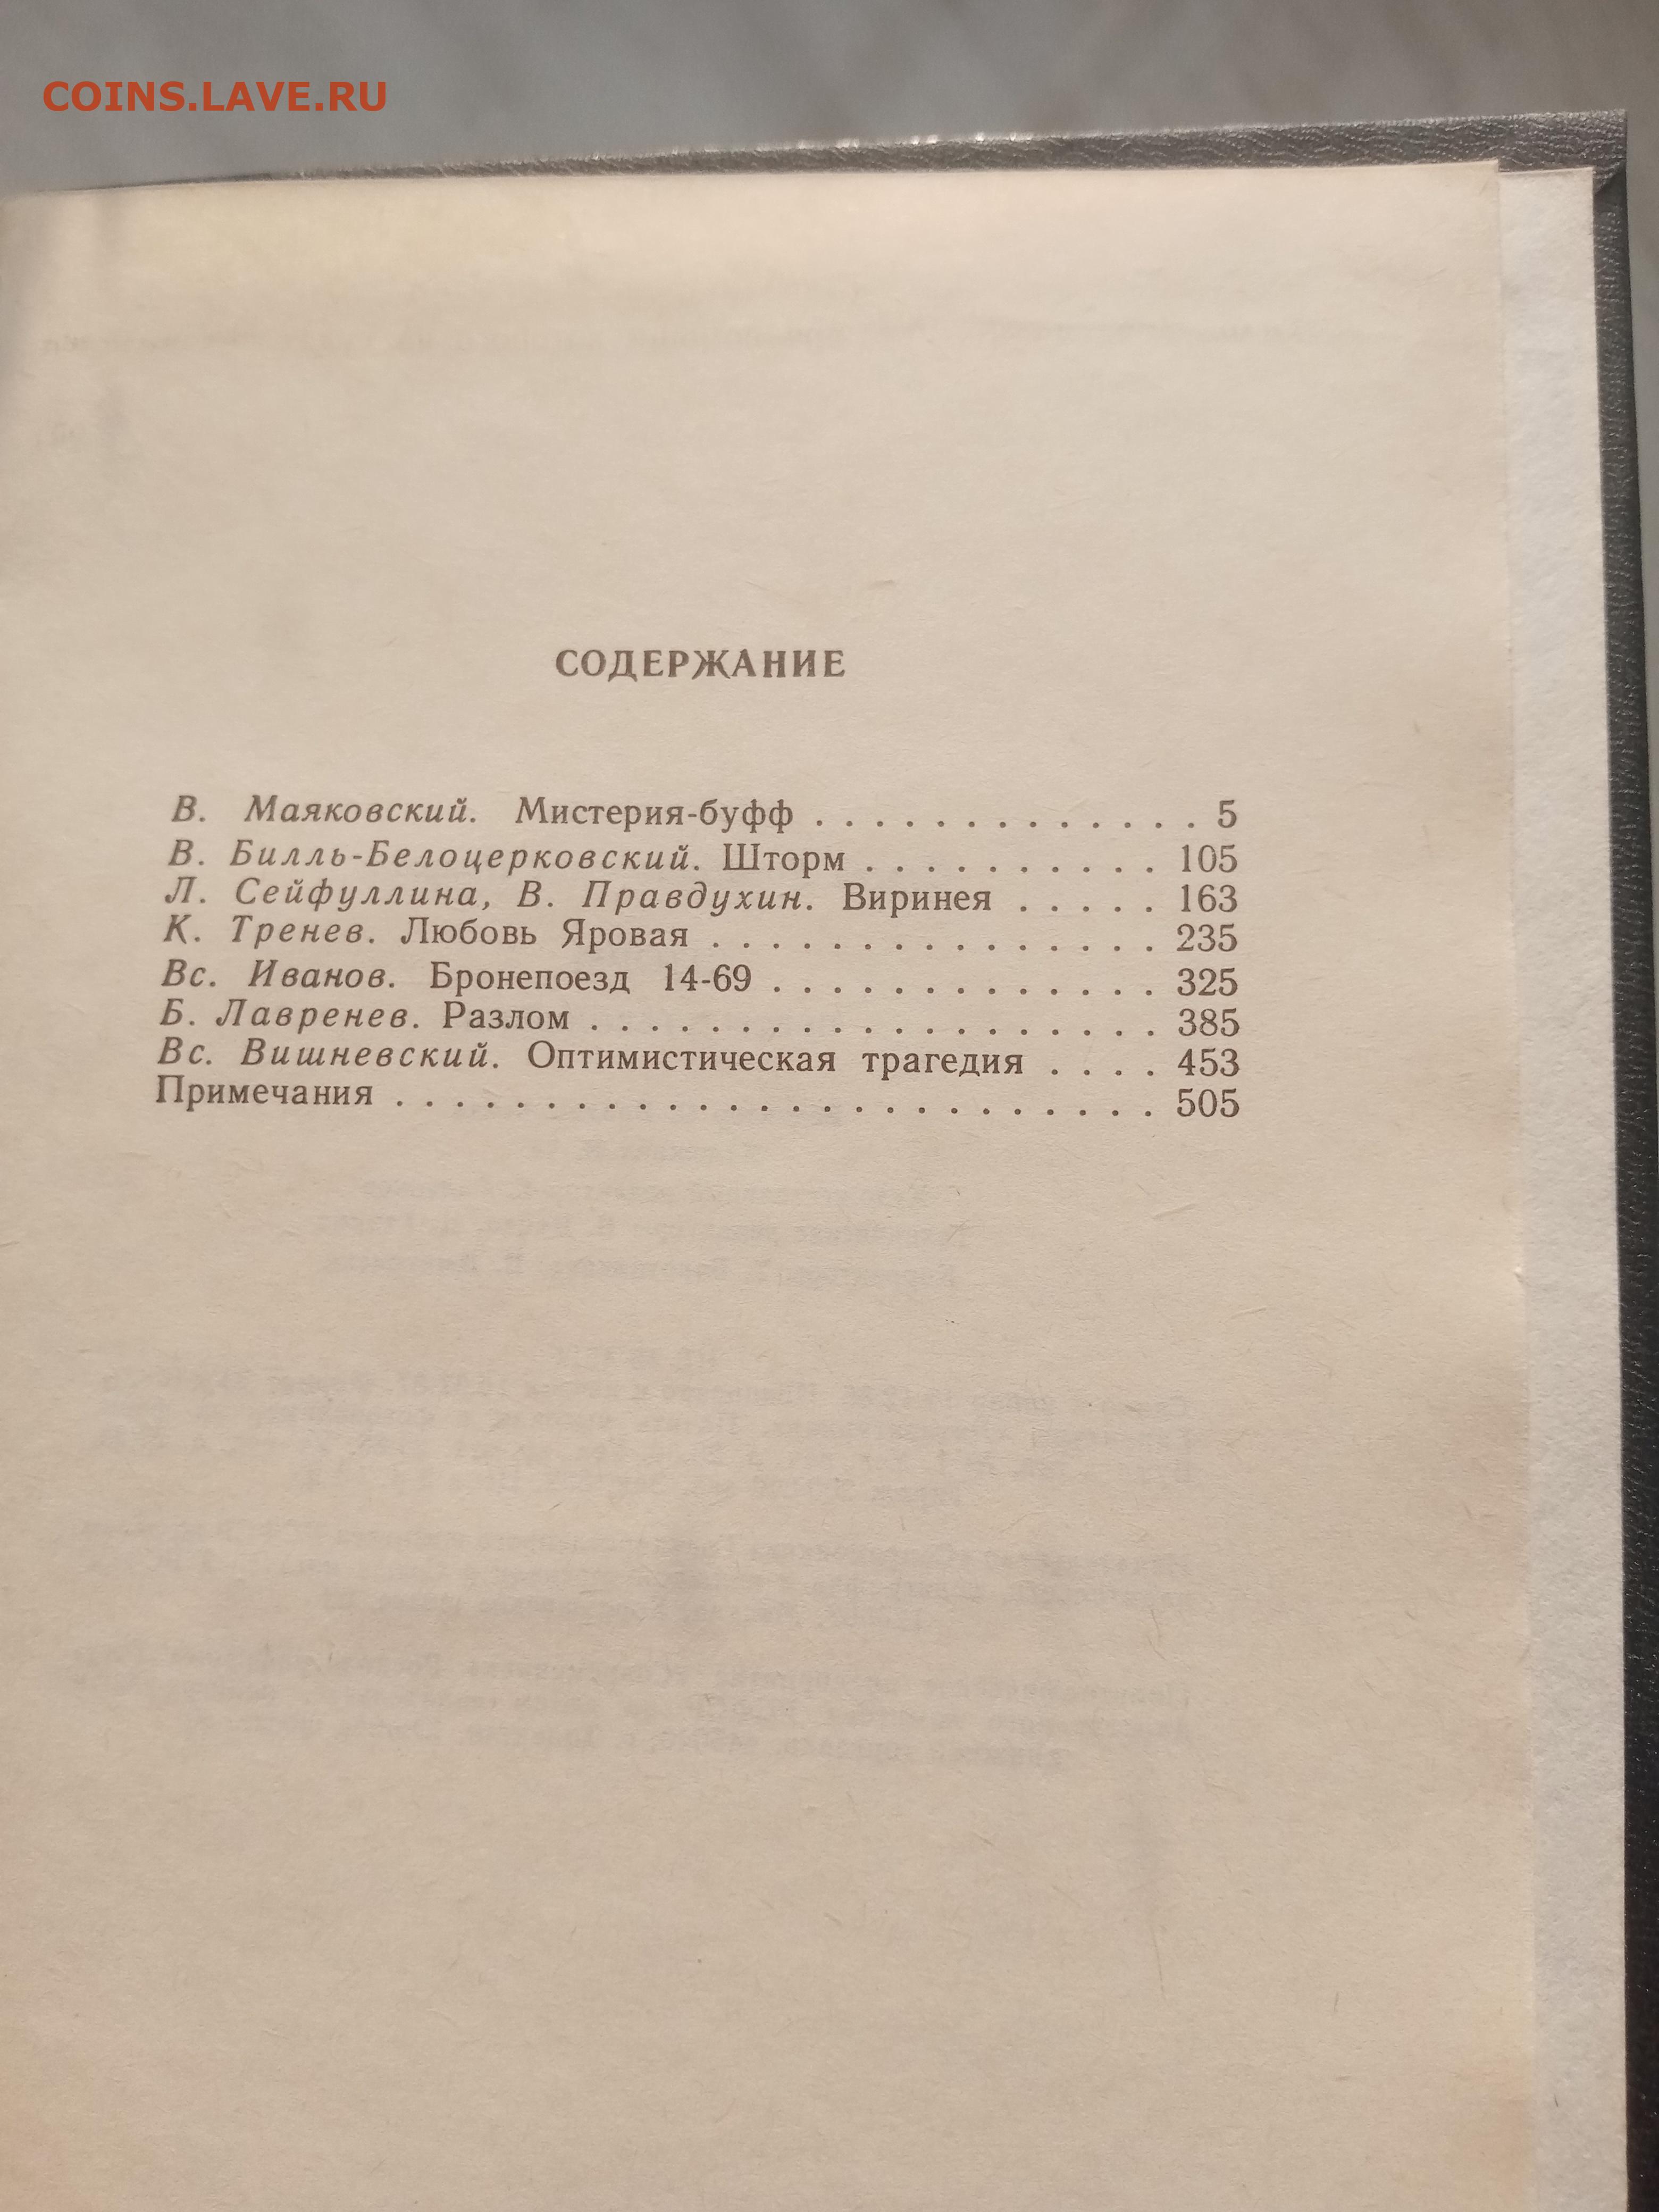 COINS.LAVE.RU
СОДЕРЖАНИЕ
В. Маяковский. Мистерия-буфф . . . . . . . . . . . . . 5
В. Билль-Белоцерковский. Шторм . . . . . . . . . . 105
Л. Сейфуллина, В. Правдухин. Виринея . . . . . 163
К. Тренев. Любовь Яровая . . . . . . . . . . . . . . . 235
Вс. Иванов. Бронепоезд 14-69 . . . . . . . . . . . . . 325
Б. Лавренев. Разлом . . . . . . . . . . . . . . . . . . . 385
Вс. Вишневский. Оптимистическая трагедия . . . . 453
Примечания . . . . . . . . . . . . . . . . . . . . . . . . . . 505